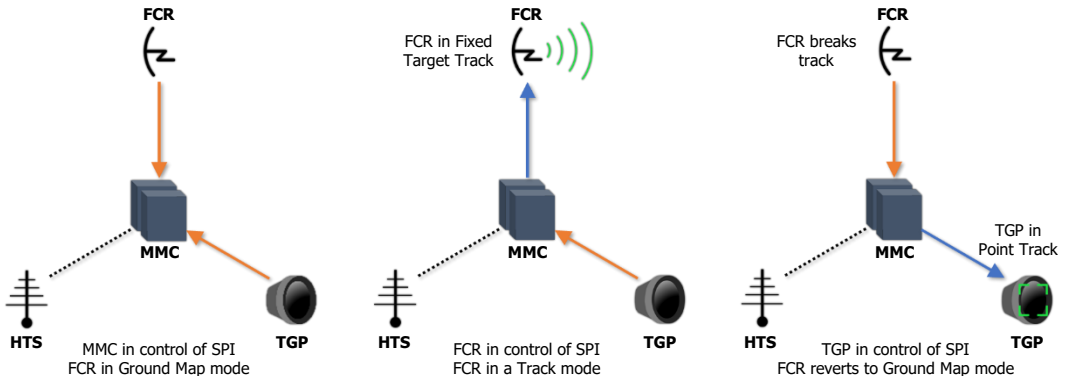 FCR
MMC
HTS
TGP
MMC in control of SPI
FCR in Ground Map mode
FCR
FCR in Fixed
Target Track
MMC
HTS
TGP
FCR in control of SPI
FCR in a Track mode
FCR
FCR breaks
track
MMC
TGP in
Point Track
HTS
TGP
TGP in control of SPI
FCR reverts to Ground Map mode